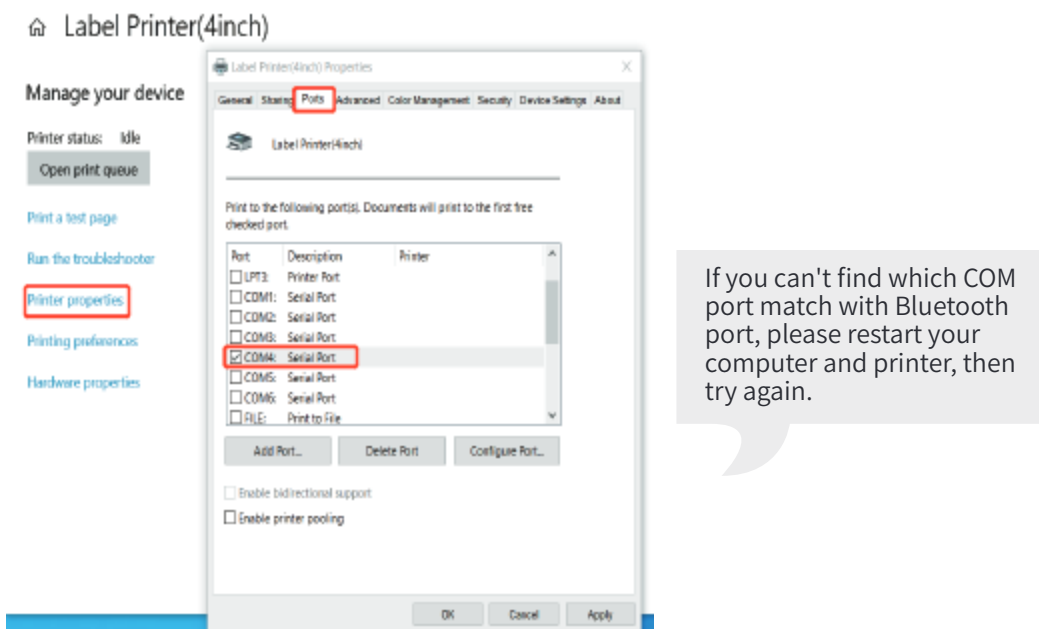 Label Printer(4inch)
Manage your device
Printer status: Idle
Open print queue
Print a test page
Run the troubleshooter
Printer properties
Printing preferences
Hardware properties
Label Printer(4inch) Properties
General Sharing Ports Advanced Color Management Security Device Settings About
Label Printer(4inch)
Print to the following port(s). Documents will print to the first free
checked port.
Port Description Printer
LPT3: Printer Port
COM1: Serial Port
COM2: Serial Port
COM3: Serial Port
COM4: Serial Port
COM5: Serial Port
COM6: Serial Port
FILE: Print to File
Add Port... Delete Port Configure Port...
Enable bidirectional support
Enable printer pooling
OK Cancel Apply
If you can't find which COM
port match with Bluetooth
port, please restart your
computer and printer, then
try again.